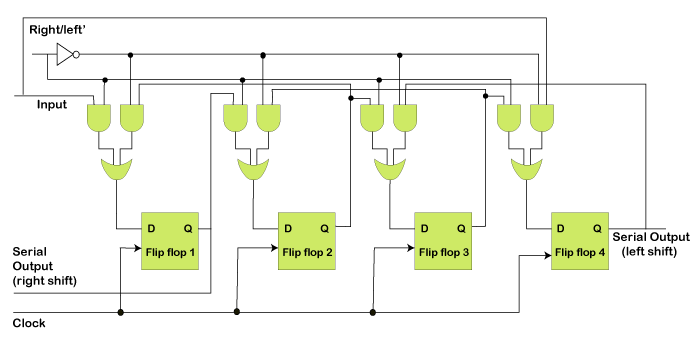 Right/left'
Input
D Q
Flip flop 1
D Q
Flip flop 2
D Q
Flip flop 3
D Q
Flip flop 4
Serial Output
(left shift)
Serial
Output
(right shift)
Clock